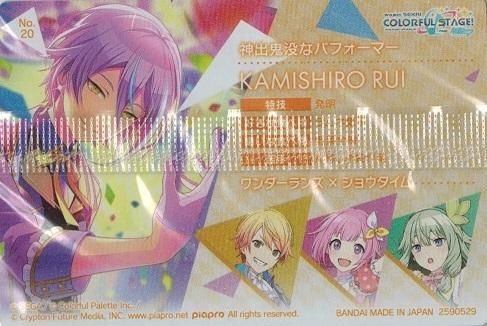 No.
20
PROJECT SEKAI
COLORFUL STAGE!
神出鬼没なパフォーマー
KAMISHIRO RUI
特技 発明
ワンダーランズ×ショウタイム
© SEGA / © Colorful Palette Inc. /
© Crypton Future Media, INC. www.piapro.net piapro All rights reserved.
BANDAI MADE IN JAPAN 2590529